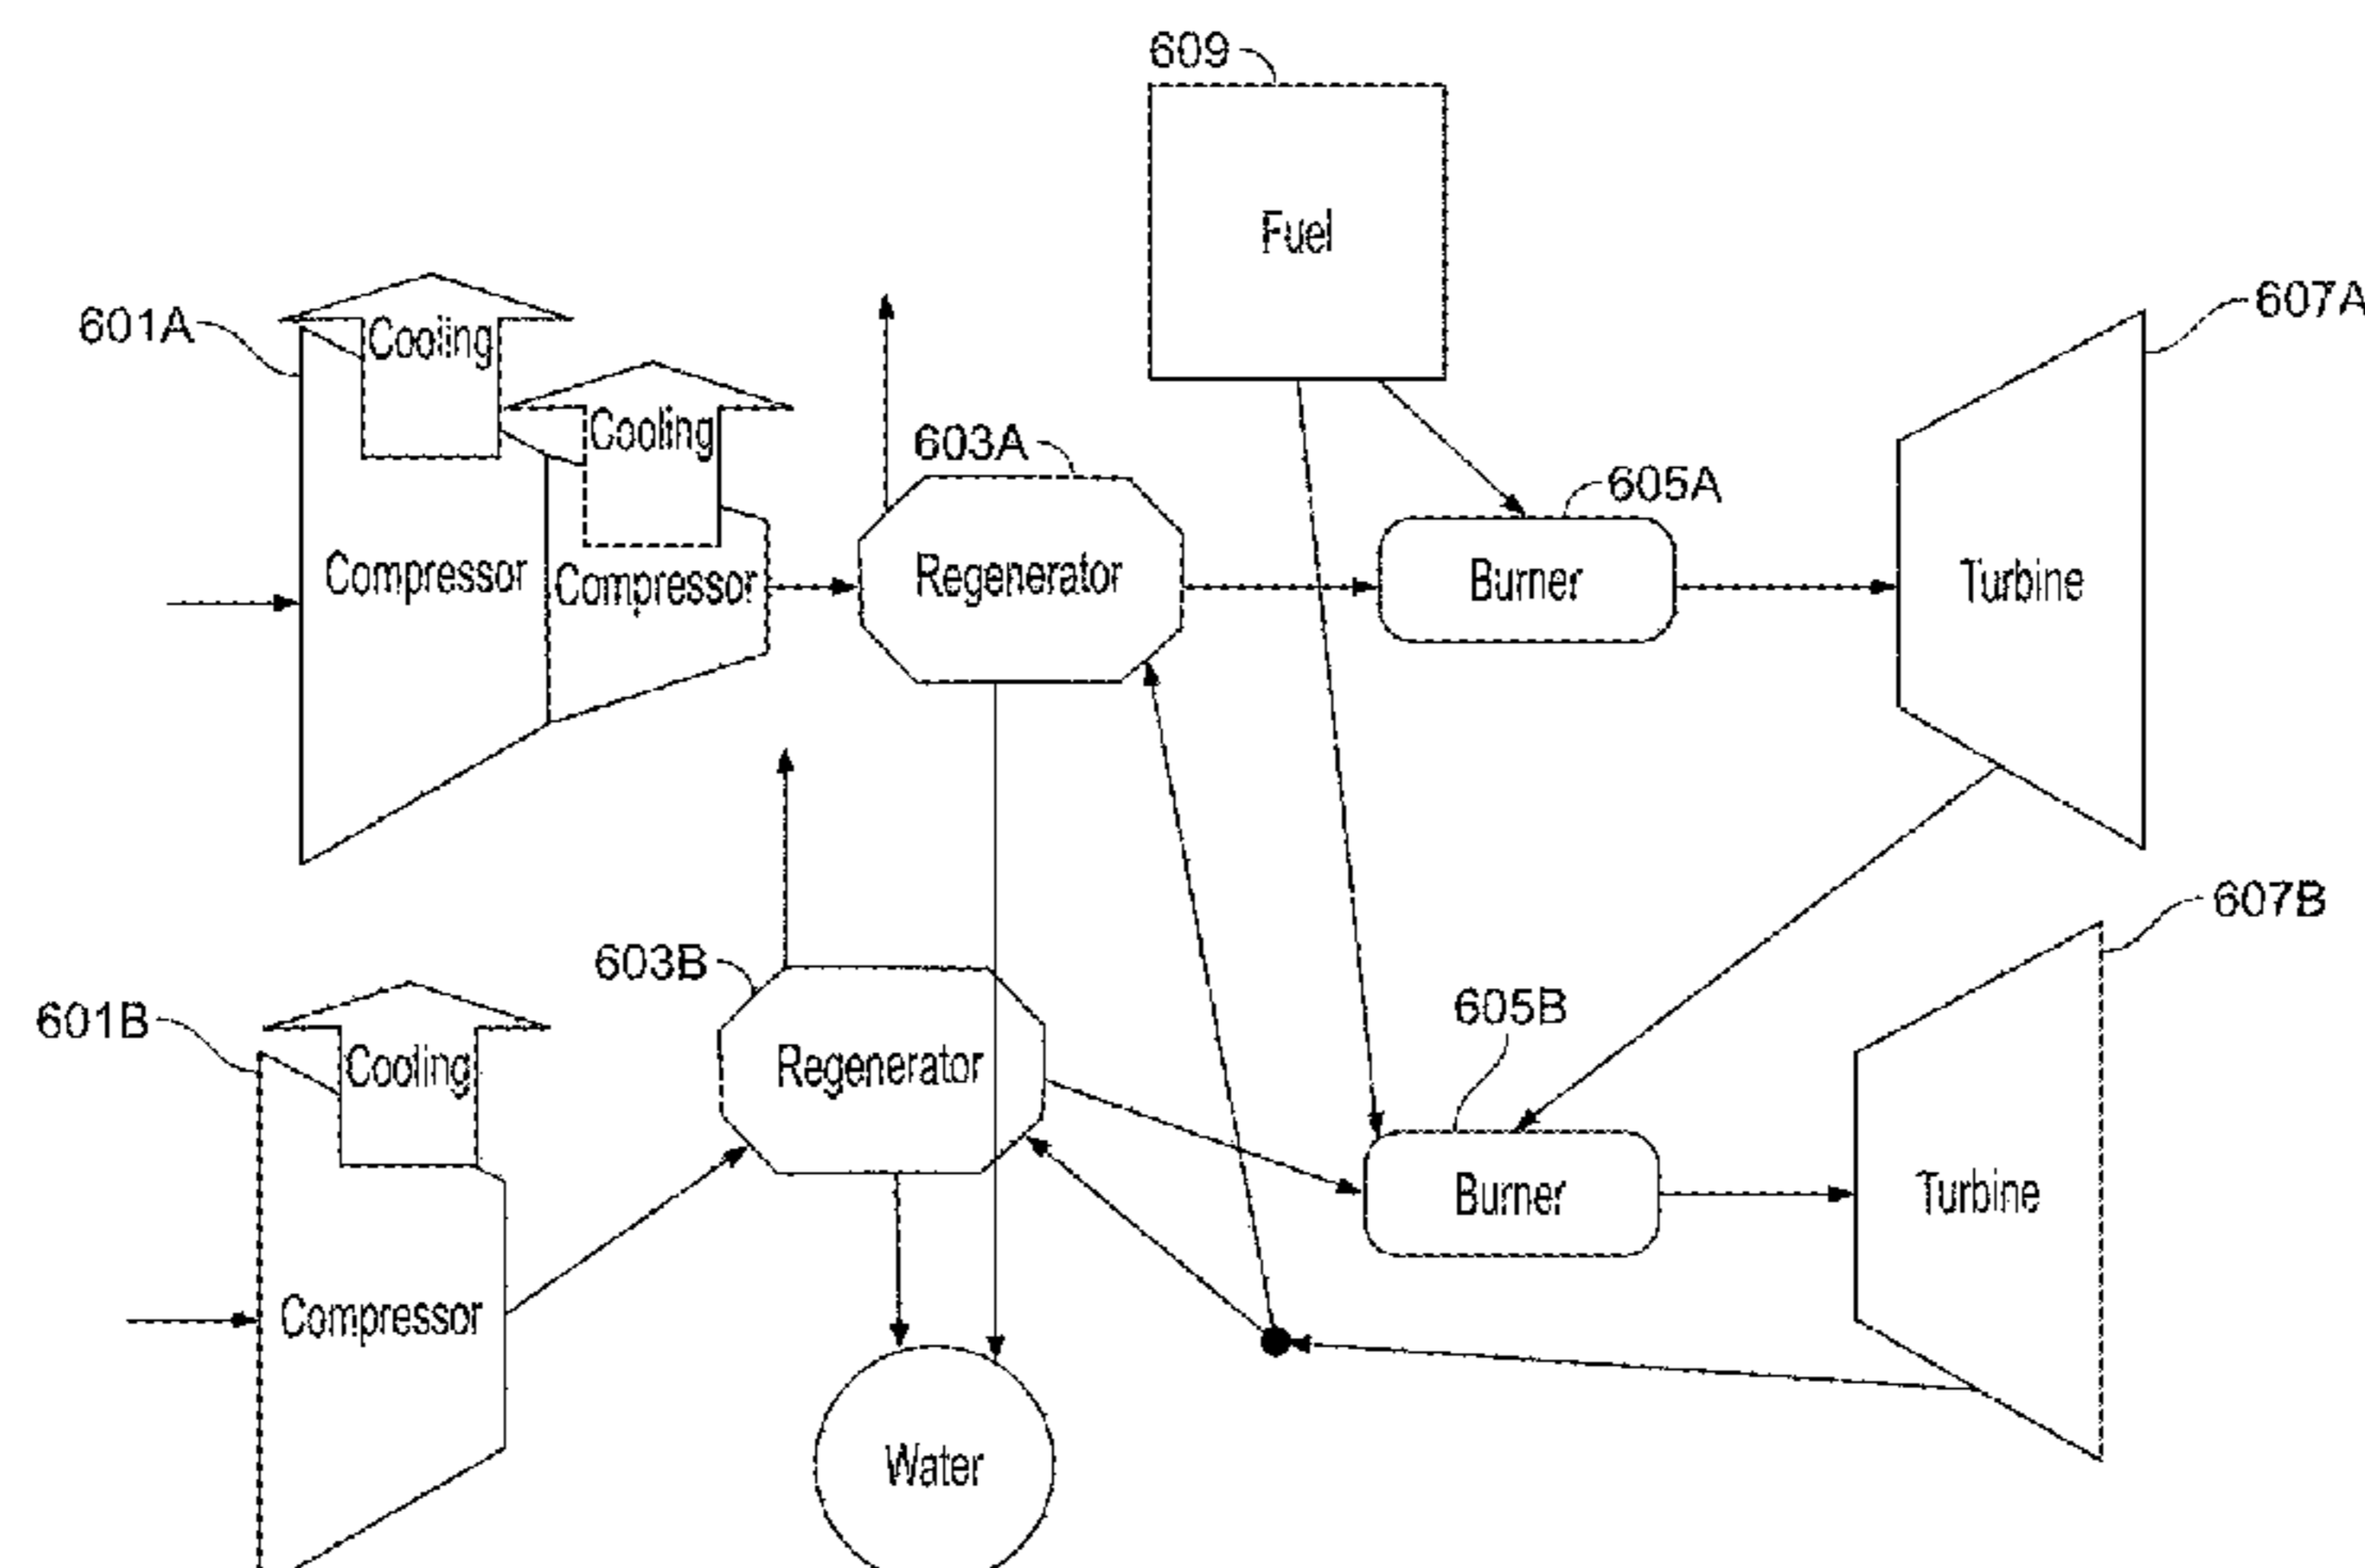 609
Fuel
601A
Cooling
Cooling
603A
605A
607A
Compressor
Compressor
Regenerator
Burner
Turbine
603B
607B
601B
Cooling
Regenerator
605B
Burner
Turbine
Compressor
Water